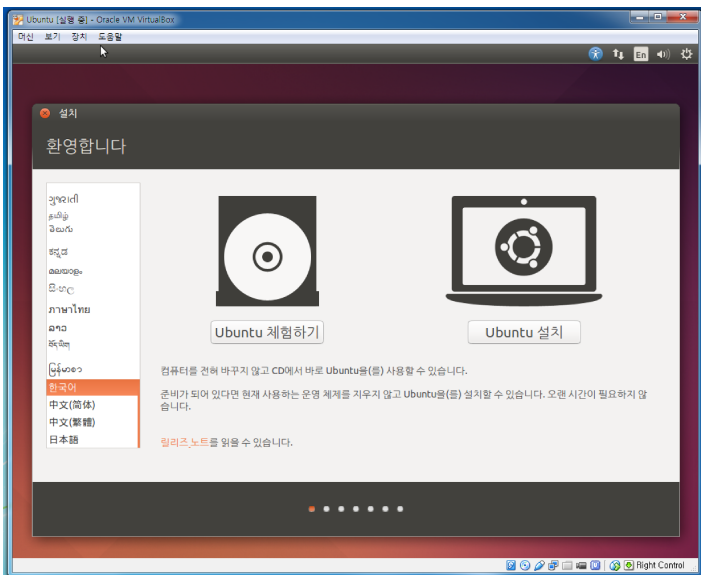 Ubuntu [실행 중] - Oracle VM VirtualBox
머신 보기 장치 도움말
En
설치
환영합니다
ગુજરાતી
தமிழ்
తెలుగు
ಕನ್ನಡ
മലയാളം
සිංහල
ภาษาไทย
ລາວ
རྫོང་ཁ
မြန်မာစာ
한국어
中文(简体)
中文(繁體)
日本語
Ubuntu 체험하기
Ubuntu 설치
컴퓨터를 전혀 바꾸지 않고 CD에서 바로 Ubuntu을(를) 사용할 수 있습니다.
준비가 되어 있다면 현재 사용하는 운영 체제를 지우지 않고 Ubuntu을(를) 설치할 수 있습니다. 오랜 시간이 필요하지 않
습니다.
릴리즈 노트를 읽을 수 있습니다.
Right Control